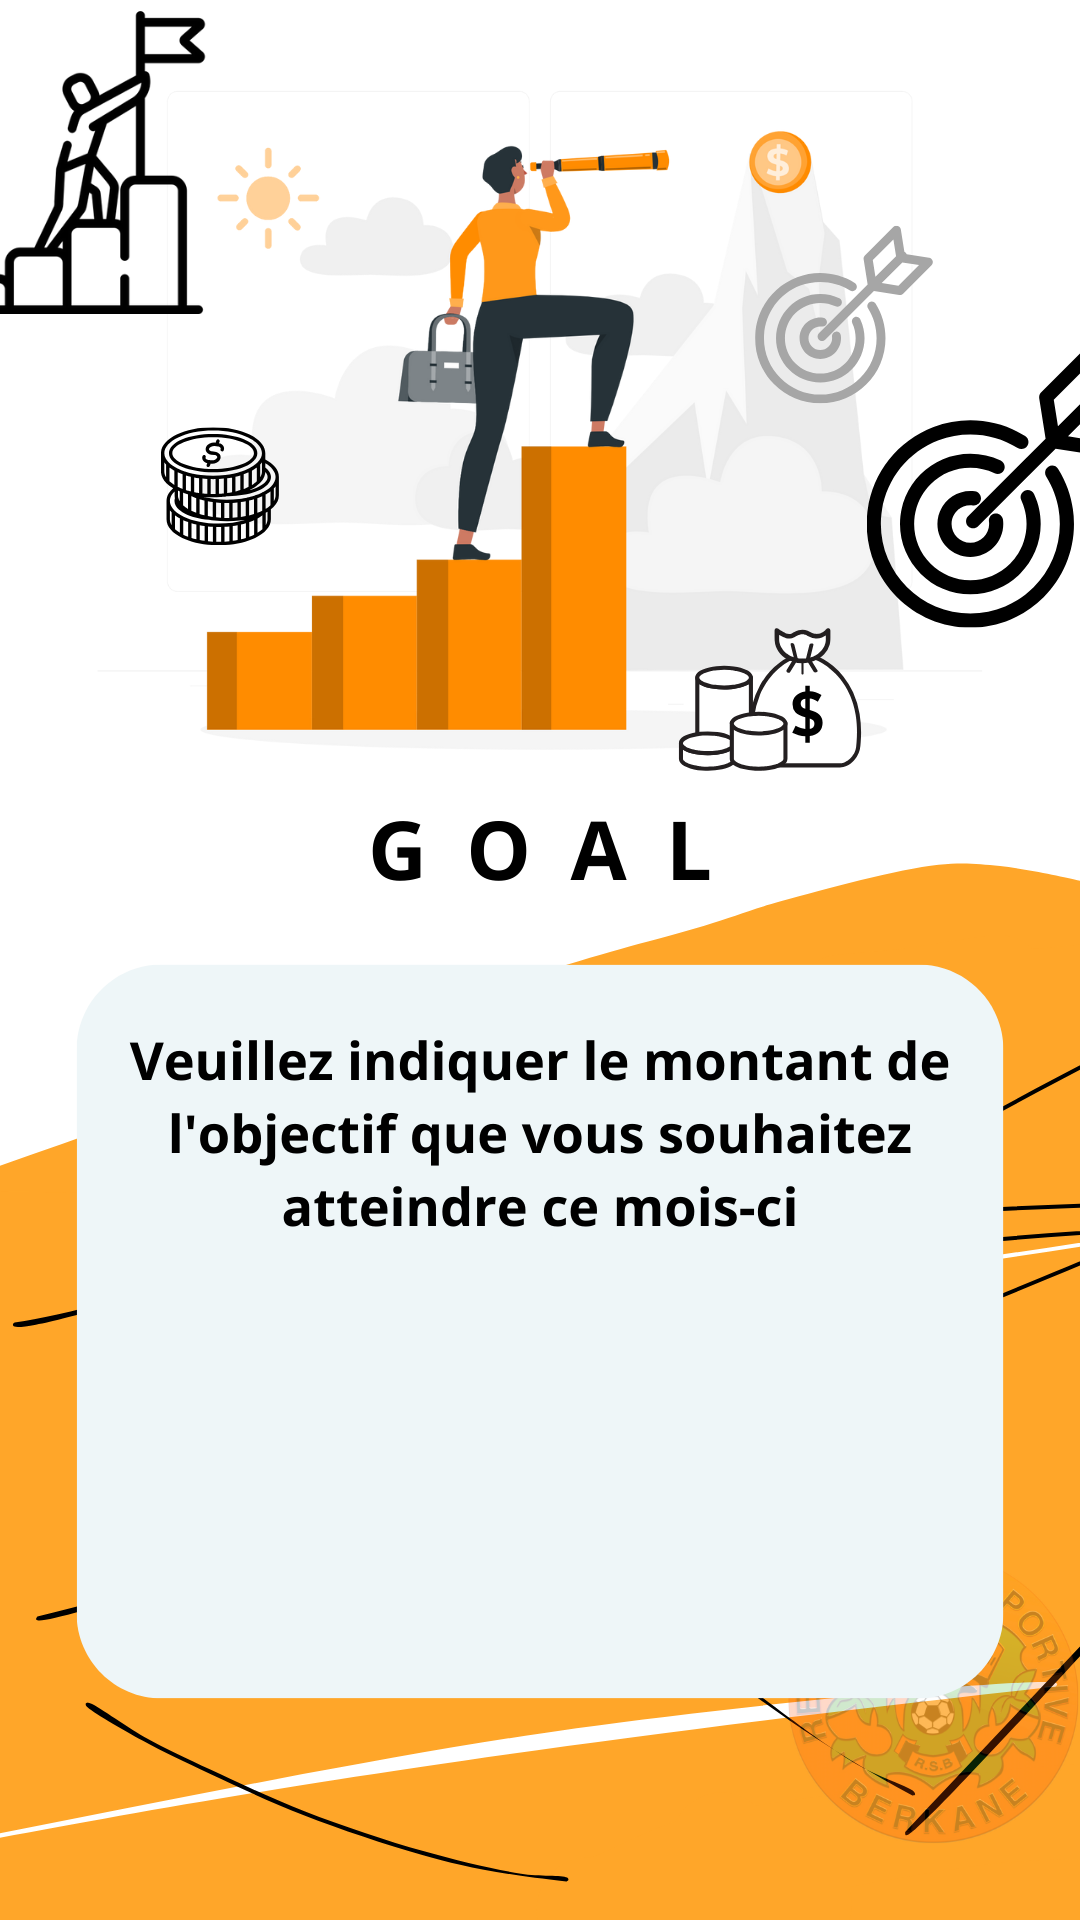 $
$
$
G O A L
Veuillez indiquer le montant de
l'objectif que vous souhaitez
atteindre ce mois-ci
PORTIVE
R.S.B
BERKANE